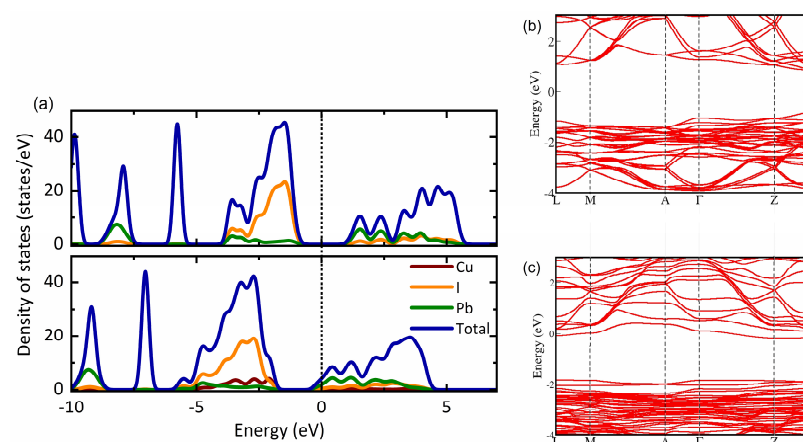 (a)
Density of states (states/eV)
40
20
0
40
20
0
Cu
I
Pb
Total
-10
-5
0
5
Energy (eV)
(b)
Energy (eV)
2
0
2
-4
L
M
A
Γ
Z
(c)
Energy (eV)
2
0
-2
-4
L
M
A
Γ
Z